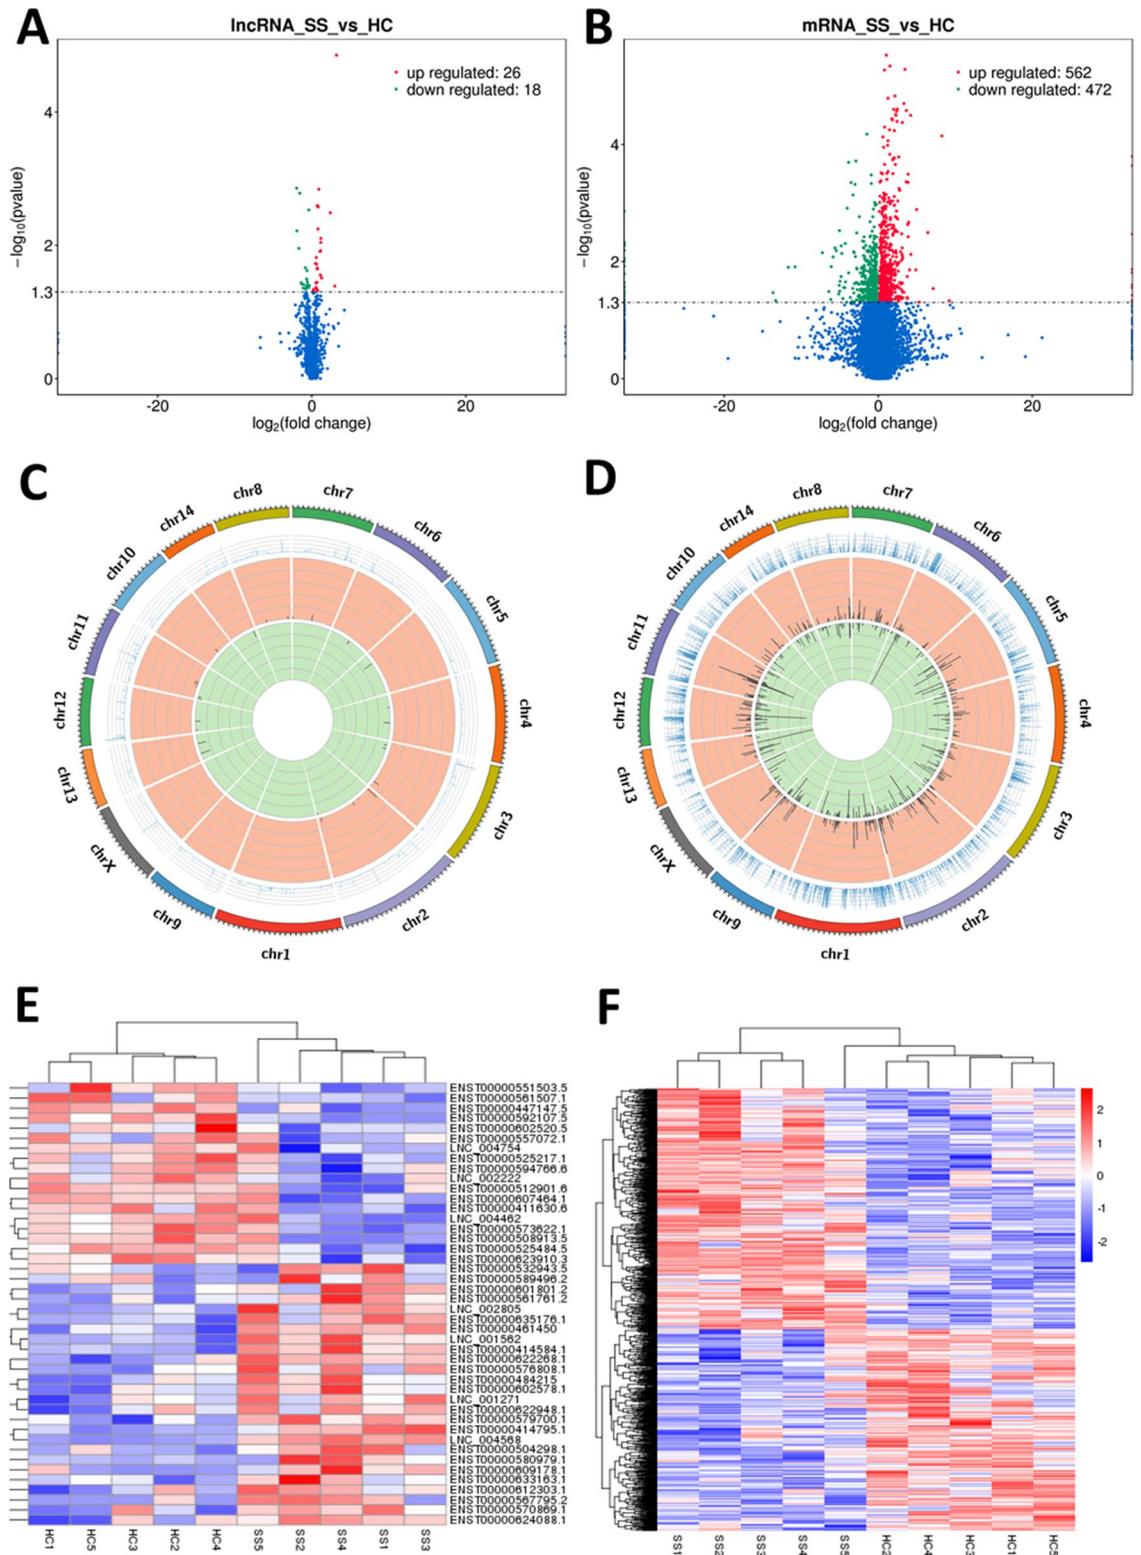 A
lncRNA_SS_vs_HC
up regulated: 26
down regulated: 18
4
2
1.3
0
−log10(pvalue)
-20 0 20
log2(fold change)
B
mRNA_SS_vs_HC
up regulated: 562
down regulated: 472
4
2
1.3
0
−log10(pvalue)
-20 0 20
log2(fold change)
C
chr7
chr6
chr5
chr4
chr3
chr2
chr1
chr9
chrX
chr13
chr12
chr11
chr10
chr14
chr8
D
chr7
chr6
chr5
chr4
chr3
chr2
chr1
chr9
chrX
chr13
chr12
chr11
chr10
chr14
chr8
E
ENST00000551503.5
ENST00000561507.1
ENST00000447147.5
ENST00000592107.5
ENST00000602520.5
ENST00000557072.1
LNC_004754
ENST00000525217.1
ENST00000594766.6
LNC_002222
ENST00000512901.6
ENST00000607464.1
ENST00000411630.6
LNC_004462
ENST00000573622.1
ENST00000508913.5
ENST00000525484.5
ENST00000623910.3
ENST00000532943.5
ENST00000589496.2
ENST00000601801.2
ENST00000561761.2
LNC_002805
ENST00000635176.1
ENST00000461450
LNC_001562
ENST00000414584.1
ENST00000622268.1
ENST00000576808.1
ENST00000484215
ENST00000602578.1
LNC_001271
ENST00000622948.1
ENST00000579700.1
ENST00000414795.1
LNC_004568
ENST00000504298.1
ENST00000580979.1
ENST00000609178.1
ENST00000633163.1
ENST00000612303.1
ENST00000567795.2
ENST00000570869.1
ENST00000624088.1
HC1 HC5 HC3 HC2 HC4 SS5 SS2 SS4 SS1 SS3
F
2
1
0
-1
-2
SS1 SS2 SS3 SS4 SS5 HC2 HC4 HC3 HC1 HC5